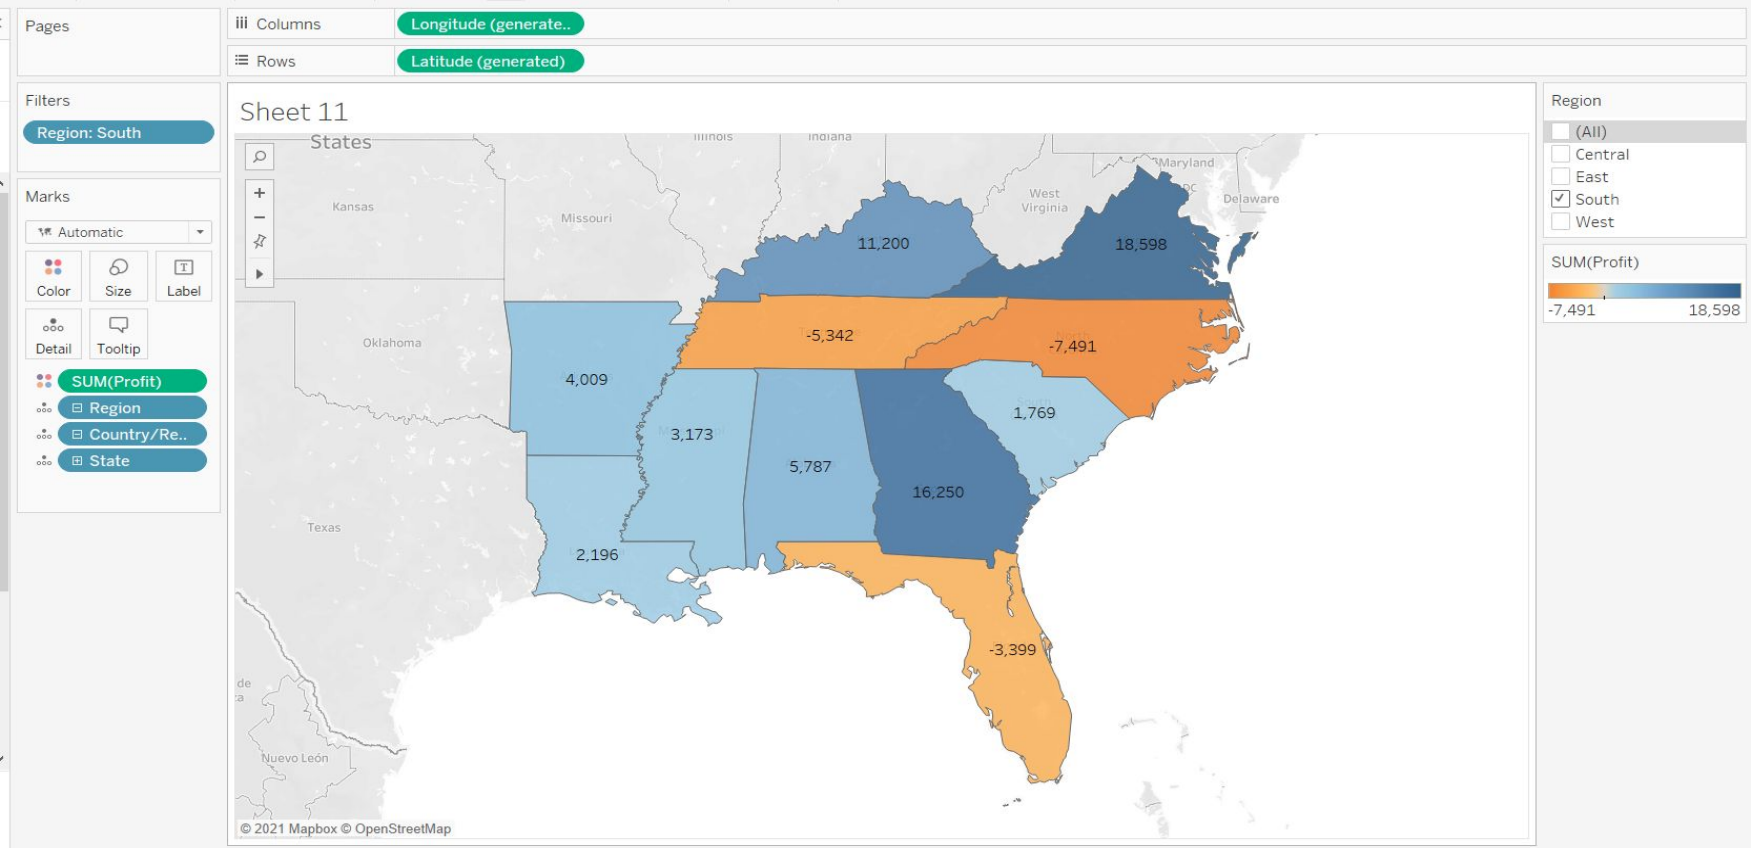 Pages
iii Columns
Longitude (generate..
Rows
Latitude (generated)
Filters
Region: South
Marks
Automatic
Color
Size
Label
Detail
Tooltip
SUM(Profit)
Region
Country/Re..
State
Sheet 11
States
Illinois
Indiana
Maryland
DC
Kansas
Missouri
West
Virginia
Delaware
11,200
18,598
Oklahoma
-5,342
North
-7,491
4,009
South
1,769
3,173
5,787
16,250
Texas
2,196
-3,399
de
Nuevo León
© 2021 Mapbox © OpenStreetMap
Region
(All)
Central
East
South
West
SUM(Profit)
-7,491
18,598